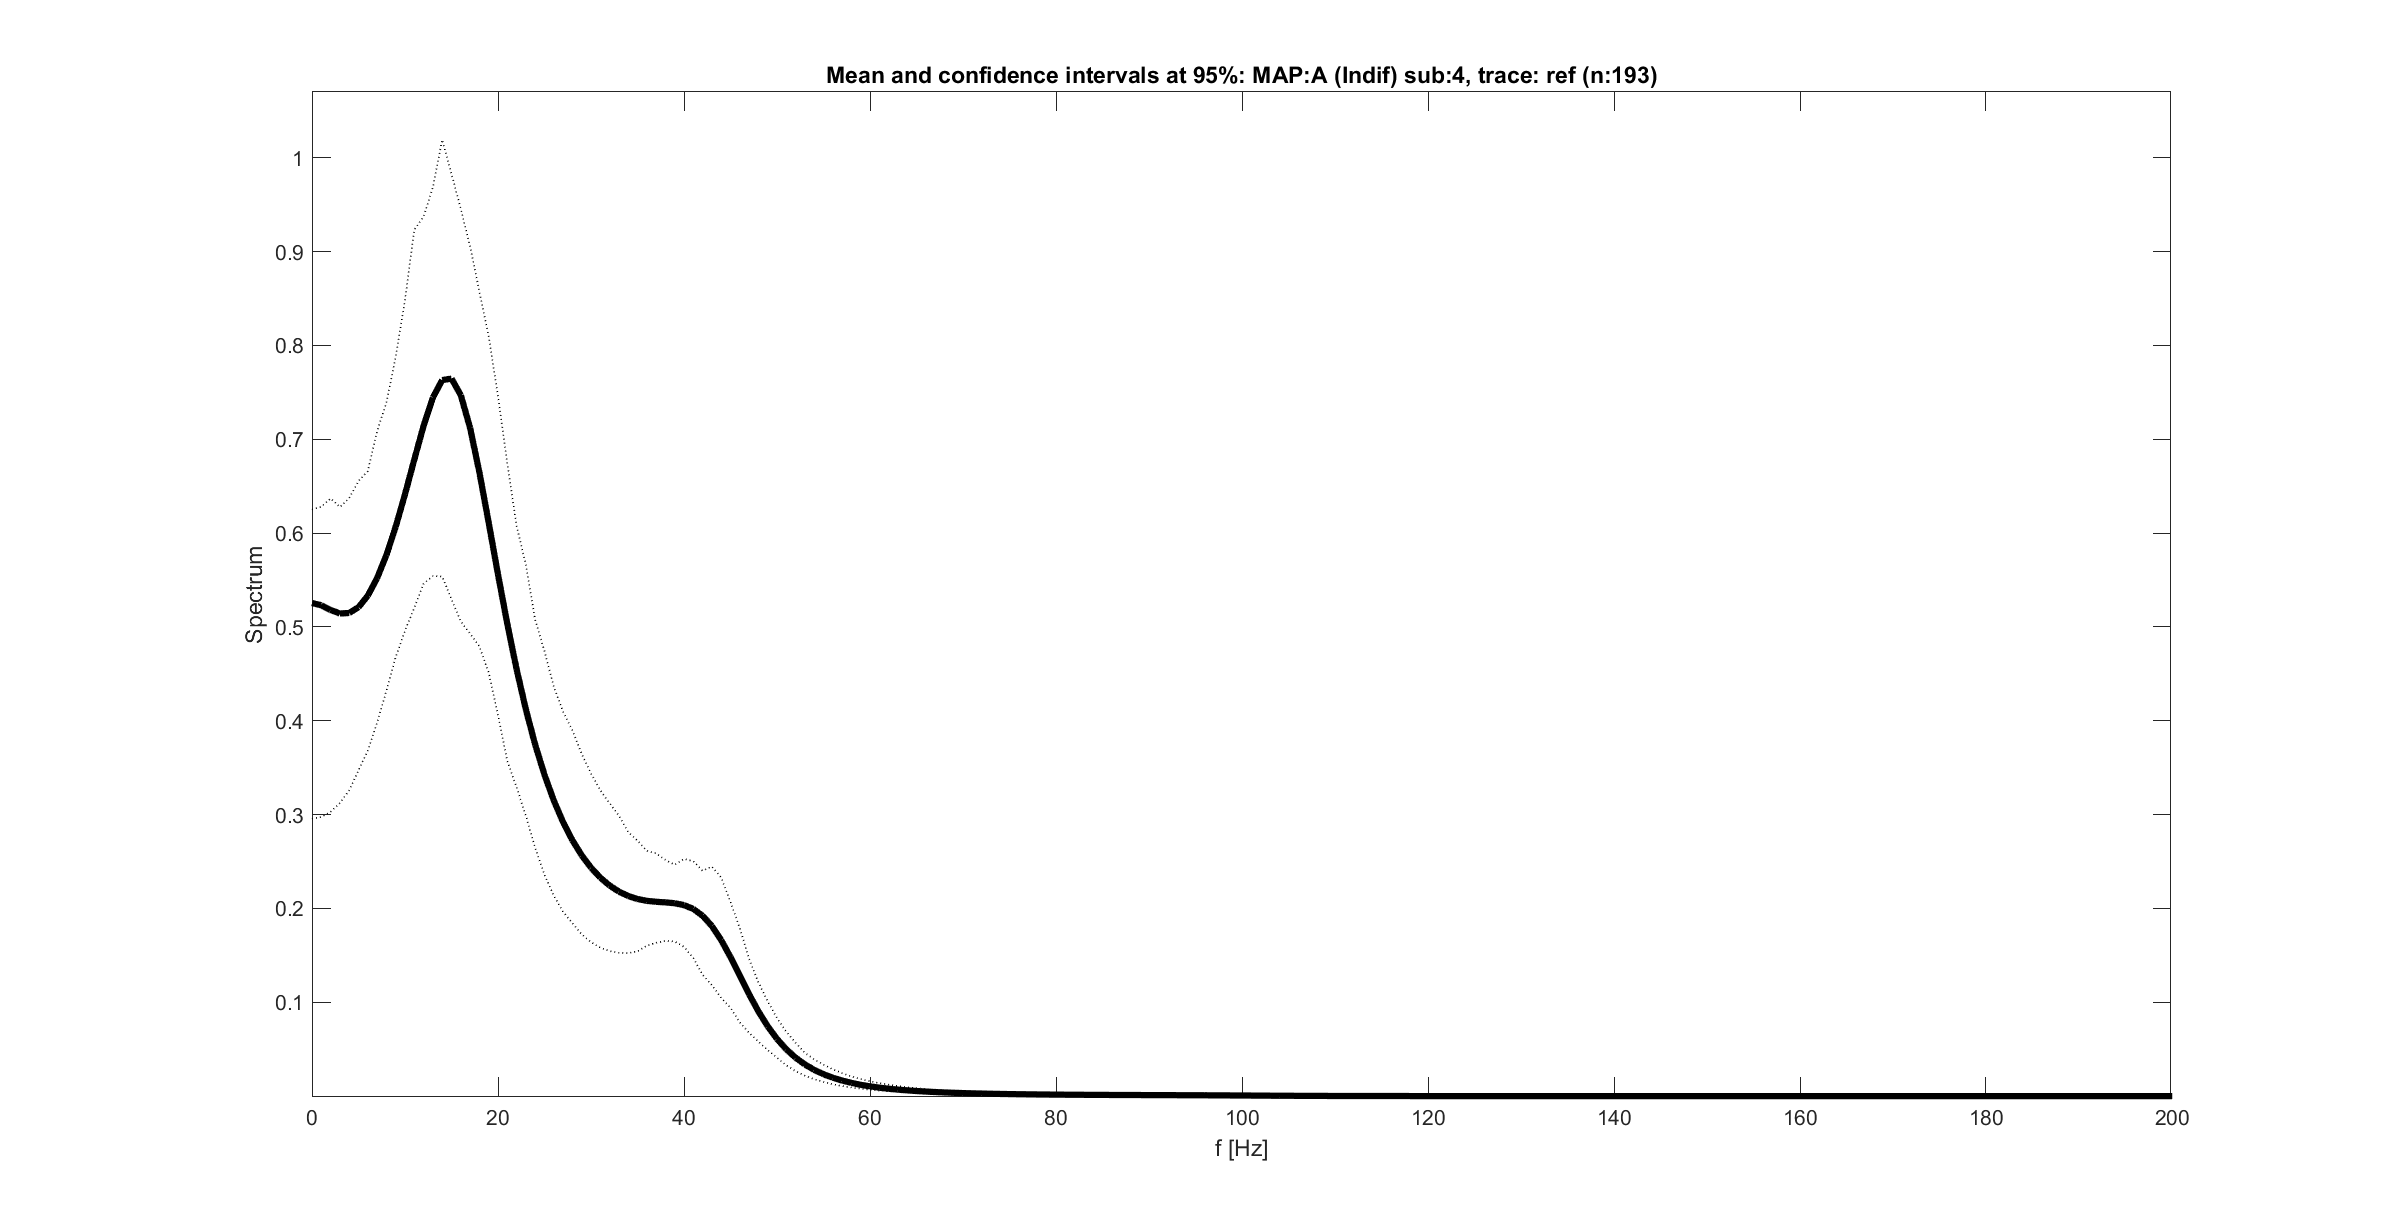 Mean and confidence intervals at 95%: MAP:A (Indif) sub:4, trace: ref (n:193)
1
0.9
0.8
0.7
0.6
0.5
0.4
0.3
0.2
0.1
Spectrum
0 20 40 60 80 100 120 140 160 180 200
f [Hz]